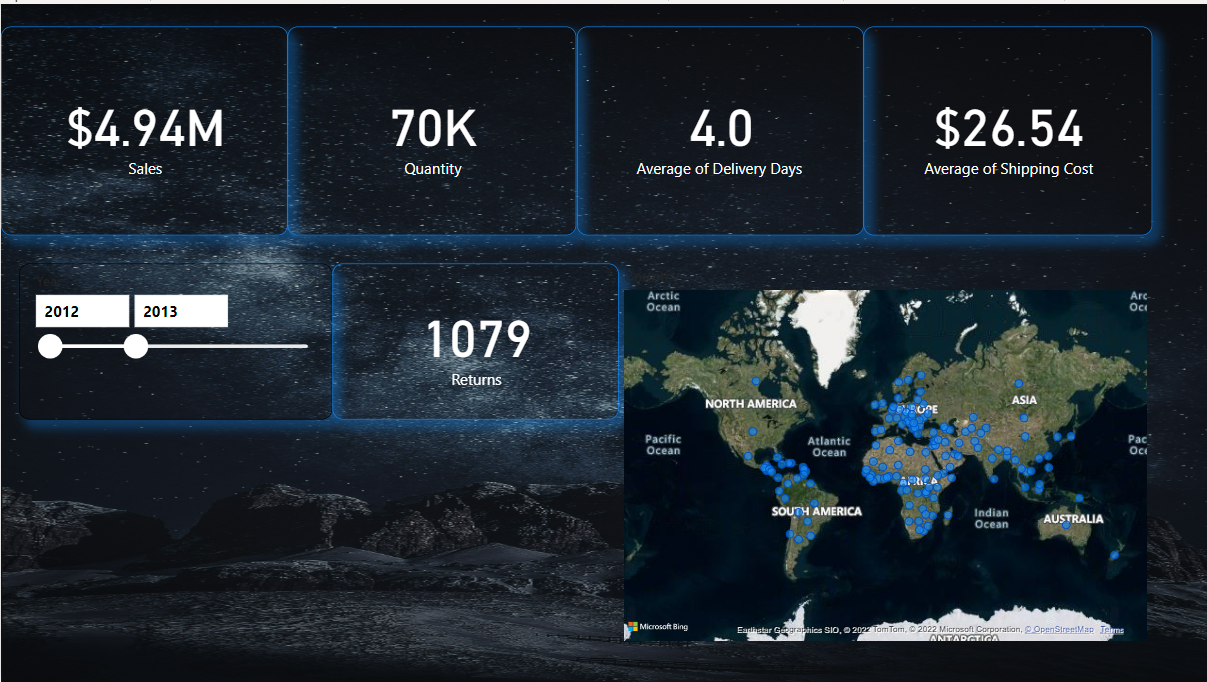 $4.94M
Sales
70K
Quantity
4.0
Average of Delivery Days
$26.54
Average of Shipping Cost
2012
2013
1079
Returns
Arctic
Ocean
Arc
Oc
NORTH AMERICA
EUROPE
ASIA
Pacific
Ocean
Atlantic
Ocean
Pac
Oce
AFRICA
SOUTH AMERICA
Indian
Ocean
AUSTRALIA
Microsoft Bing
Earthstar Geographics SIO, © 2022 TomTom, © 2022 Microsoft Corporation, © OpenStreetMap Terms
ANTARCTICA